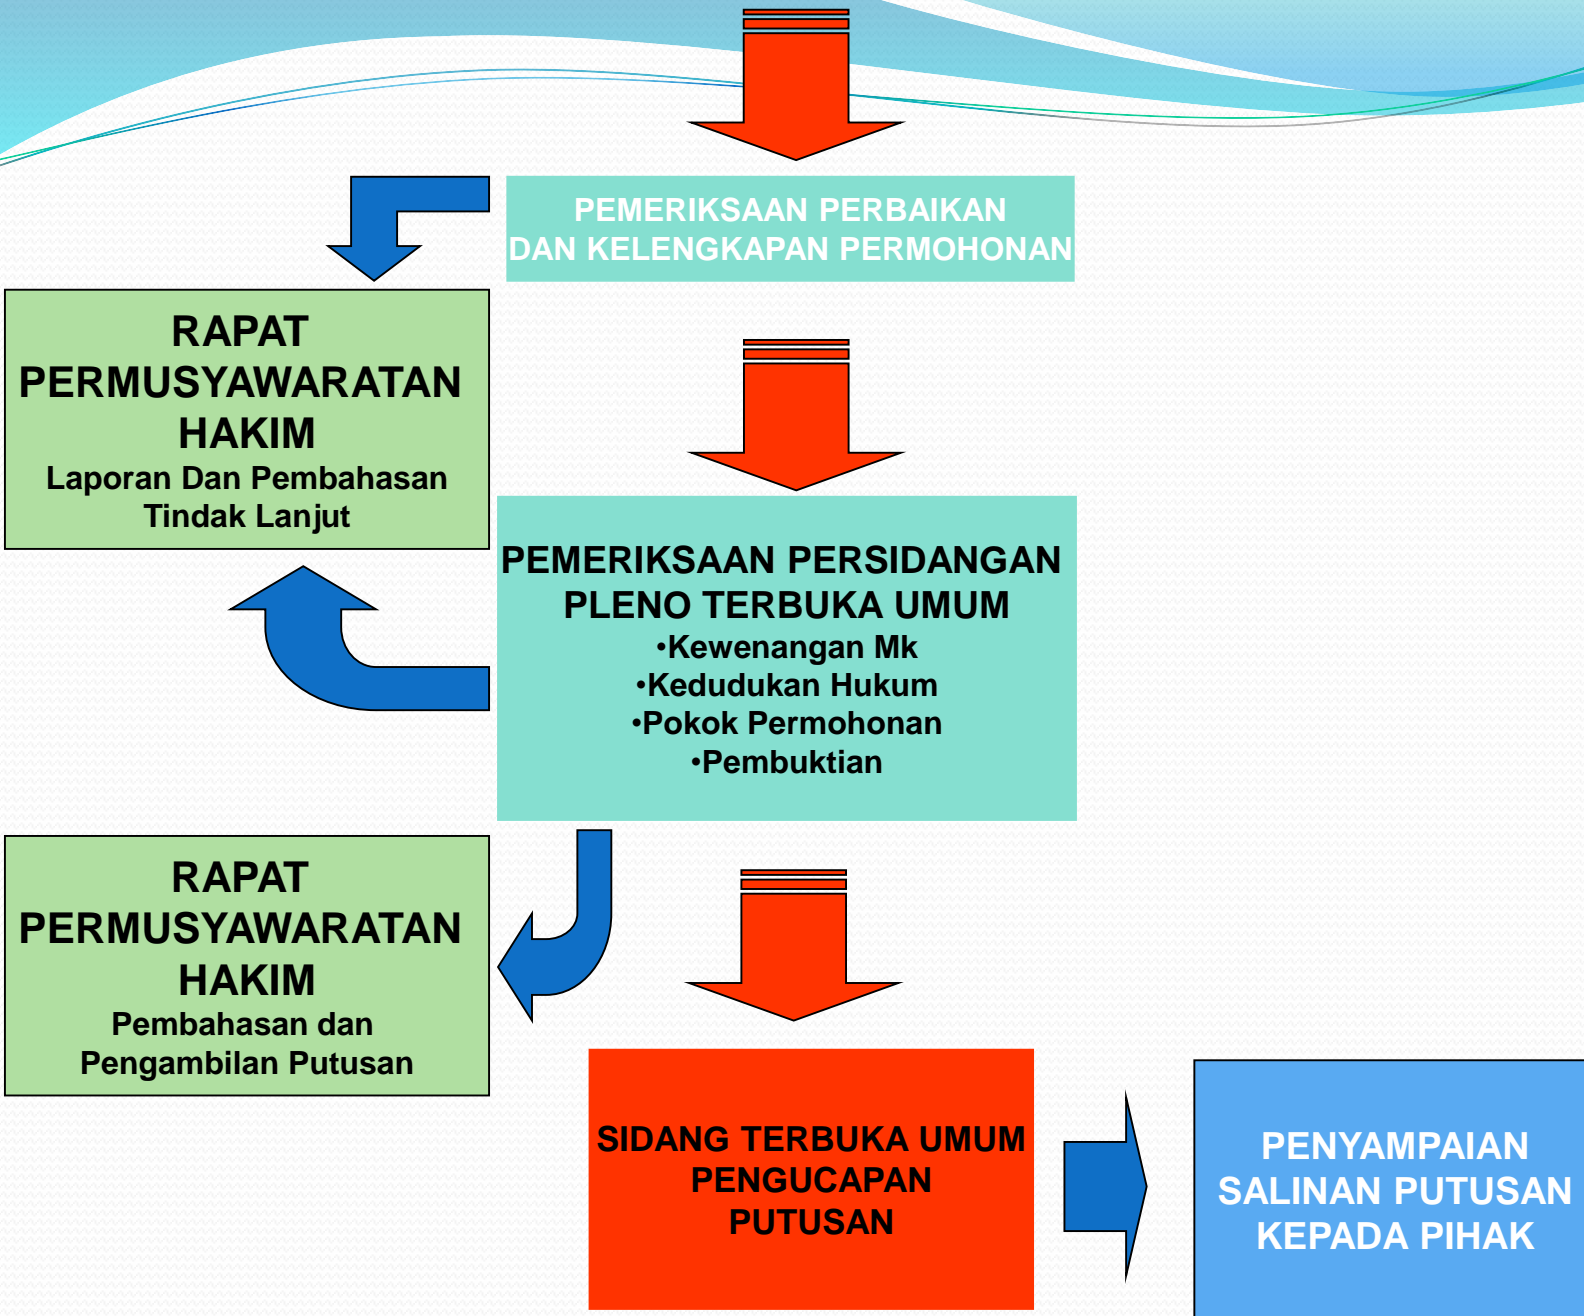 PEMERIKSAAN PERBAIKAN
DAN KELENGKAPAN PERMOHONAN
RAPAT
PERMUSYAWARATAN
HAKIM
Laporan Dan Pembahasan
Tindak Lanjut
PEMERIKSAAN PERSIDANGAN
PLENO TERBUKA UMUM
•Kewenangan Mk
•Kedudukan Hukum
•Pokok Permohonan
•Pembuktian
RAPAT
PERMUSYAWARATAN
HAKIM
Pembahasan dan
Pengambilan Putusan
SIDANG TERBUKA UMUM
PENGUCAPAN
PUTUSAN
PENYAMPAIAN
SALINAN PUTUSAN
KEPADA PIHAK